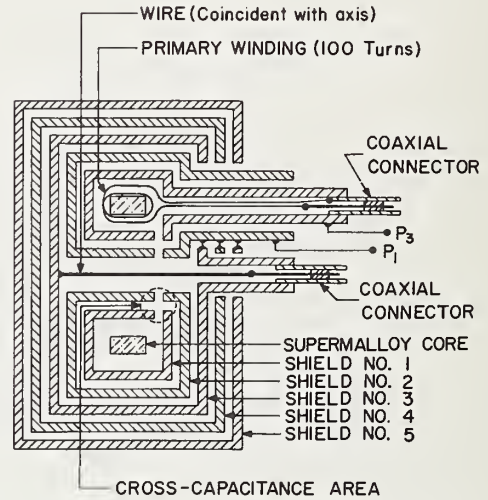 WIRE (Coincident with axis)
PRIMARY WINDING (100 Turns)
COAXIAL
CONNECTOR
P3
P1
COAXIAL
CONNECTOR
SUPERMALLOY CORE
SHIELD NO. 1
SHIELD NO. 2
SHIELD NO. 3
SHIELD NO. 4
SHIELD NO. 5
CROSS-CAPACITANCE AREA